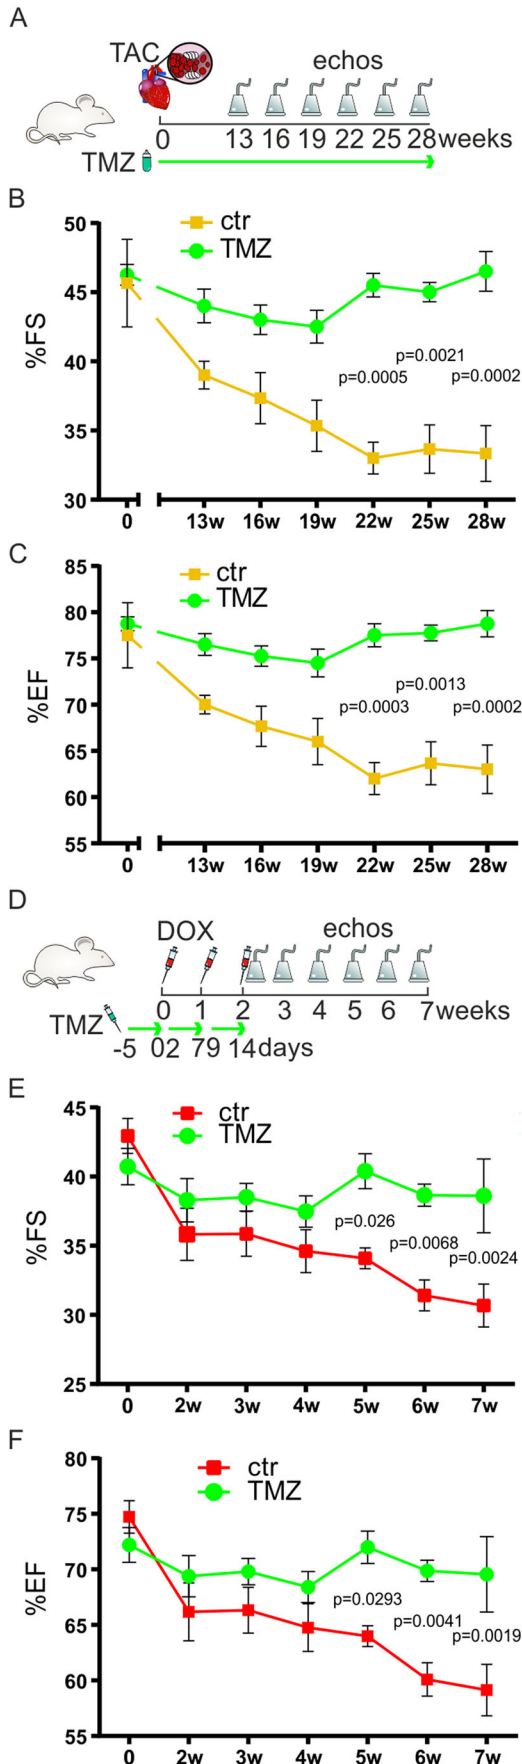 A
TAC
echos
0 13 16 19 22 25 28 weeks
TMZ
B
ctr
TMZ
%FS
50
45
40
35
30
p=0.0021
p=0.0005
p=0.0002
0 13w 16w 19w 22w 25w 28w
C
ctr
TMZ
%EF
85
80
75
70
65
60
55
p=0.0013
p=0.0003
p=0.0002
0 13w 16w 19w 22w 25w 28w
D
DOX
echos
0 1 2 3 4 5 6 7 weeks
TMZ
-5 02 79 14 days
E
ctr
TMZ
%FS
45
40
35
30
25
p=0.026
p=0.0068
p=0.0024
0 2w 3w 4w 5w 6w 7w
F
ctr
TMZ
%EF
80
75
70
65
60
55
p=0.0293
p=0.0041
p=0.0019
0 2w 3w 4w 5w 6w 7w